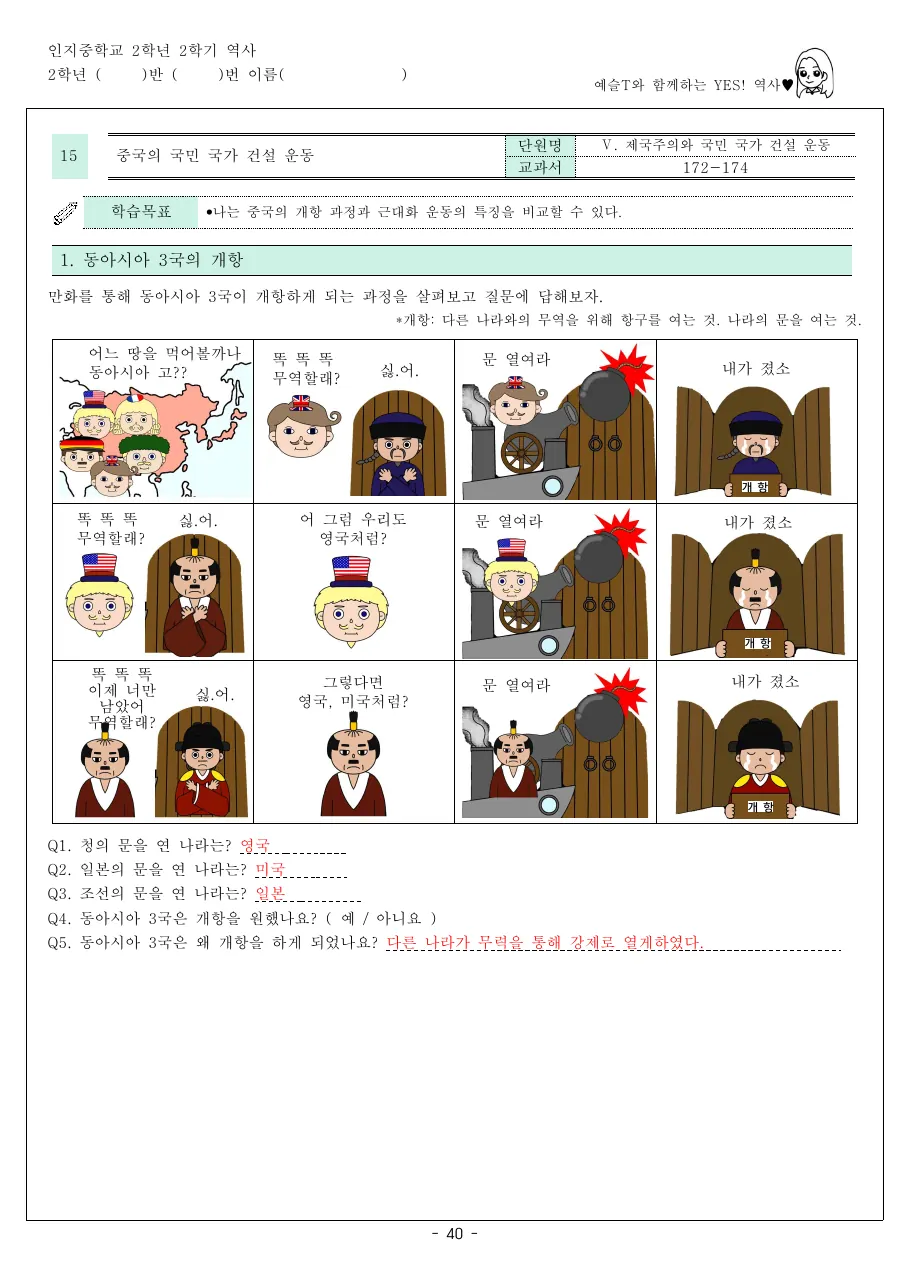 인지중학교 2학년 2학기 역사
2학년 (     )반 (     )번 이름(               )
예슬T와 함께하는 YES! 역사♥
15
중국의 국민 국가 건설 운동
단원명
Ⅴ. 제국주의와 국민 국가 건설 운동
교과서
172-174
학습목표
•나는 중국의 개항 과정과 근대화 운동의 특징을 비교할 수 있다.
1. 동아시아 3국의 개항
만화를 통해 동아시아 3국이 개항하게 되는 과정을 살펴보고 질문에 답해보자.
*개항: 다른 나라와의 무역을 위해 항구를 여는 것. 나라의 문을 여는 것.
어느 땅을 먹어볼까나
동아시아 고??
똑 똑 똑
무역할래?
싫.어.
문 열여라
내가 졌소
개 항
똑 똑 똑
무역할래?
싫.어.
어 그럼 우리도
영국처럼?
문 열여라
내가 졌소
개 항
똑 똑 똑
이제 너만
남았어
무역할래?
싫.어.
그렇다면
영국, 미국처럼?
문 열여라
내가 졌소
개 항
Q1. 청의 문을 연 나라는? 영국
Q2. 일본의 문을 연 나라는? 미국
Q3. 조선의 문을 연 나라는? 일본
Q4. 동아시아 3국은 개항을 원했나요? ( 예 / 아니요 )
Q5. 동아시아 3국은 왜 개항을 하게 되었나요? 다른 나라가 무력을 통해 강제로 열게하였다.
- 40 -